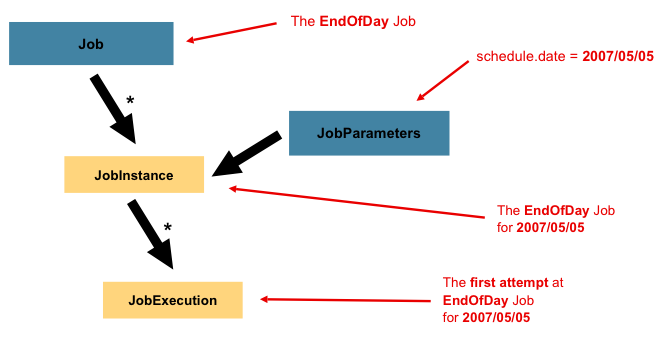 The EndOfDay Job
Job
schedule.date = 2007/05/05
*
JobParameters
JobInstance
The EndOfDay Job
for 2007/05/05
*
The first attempt at
EndOfDay Job
for 2007/05/05
JobExecution